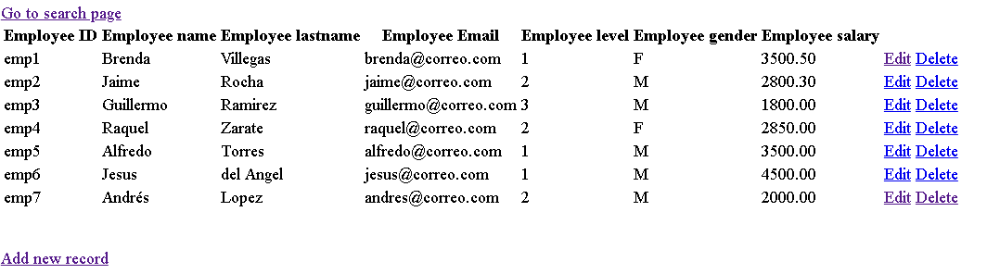 Go to search page
Employee ID Employee name Employee lastname Employee Email Employee level Employee gender Employee salary
emp1 Brenda Villegas brenda@correo.com 1 F 3500.50 Edit Delete
emp2 Jaime Rocha jaime@correo.com 2 M 2800.30 Edit Delete
emp3 Guillermo Ramirez guillermo@correo.com 3 M 1800.00 Edit Delete
emp4 Raquel Zarate raquel@correo.com 2 F 2850.00 Edit Delete
emp5 Alfredo Torres alfredo@correo.com 1 M 3500.00 Edit Delete
emp6 Jesus del Angel jesus@correo.com 1 M 4500.00 Edit Delete
emp7 Andrés Lopez andres@correo.com 2 M 2000.00 Edit Delete
Add new record